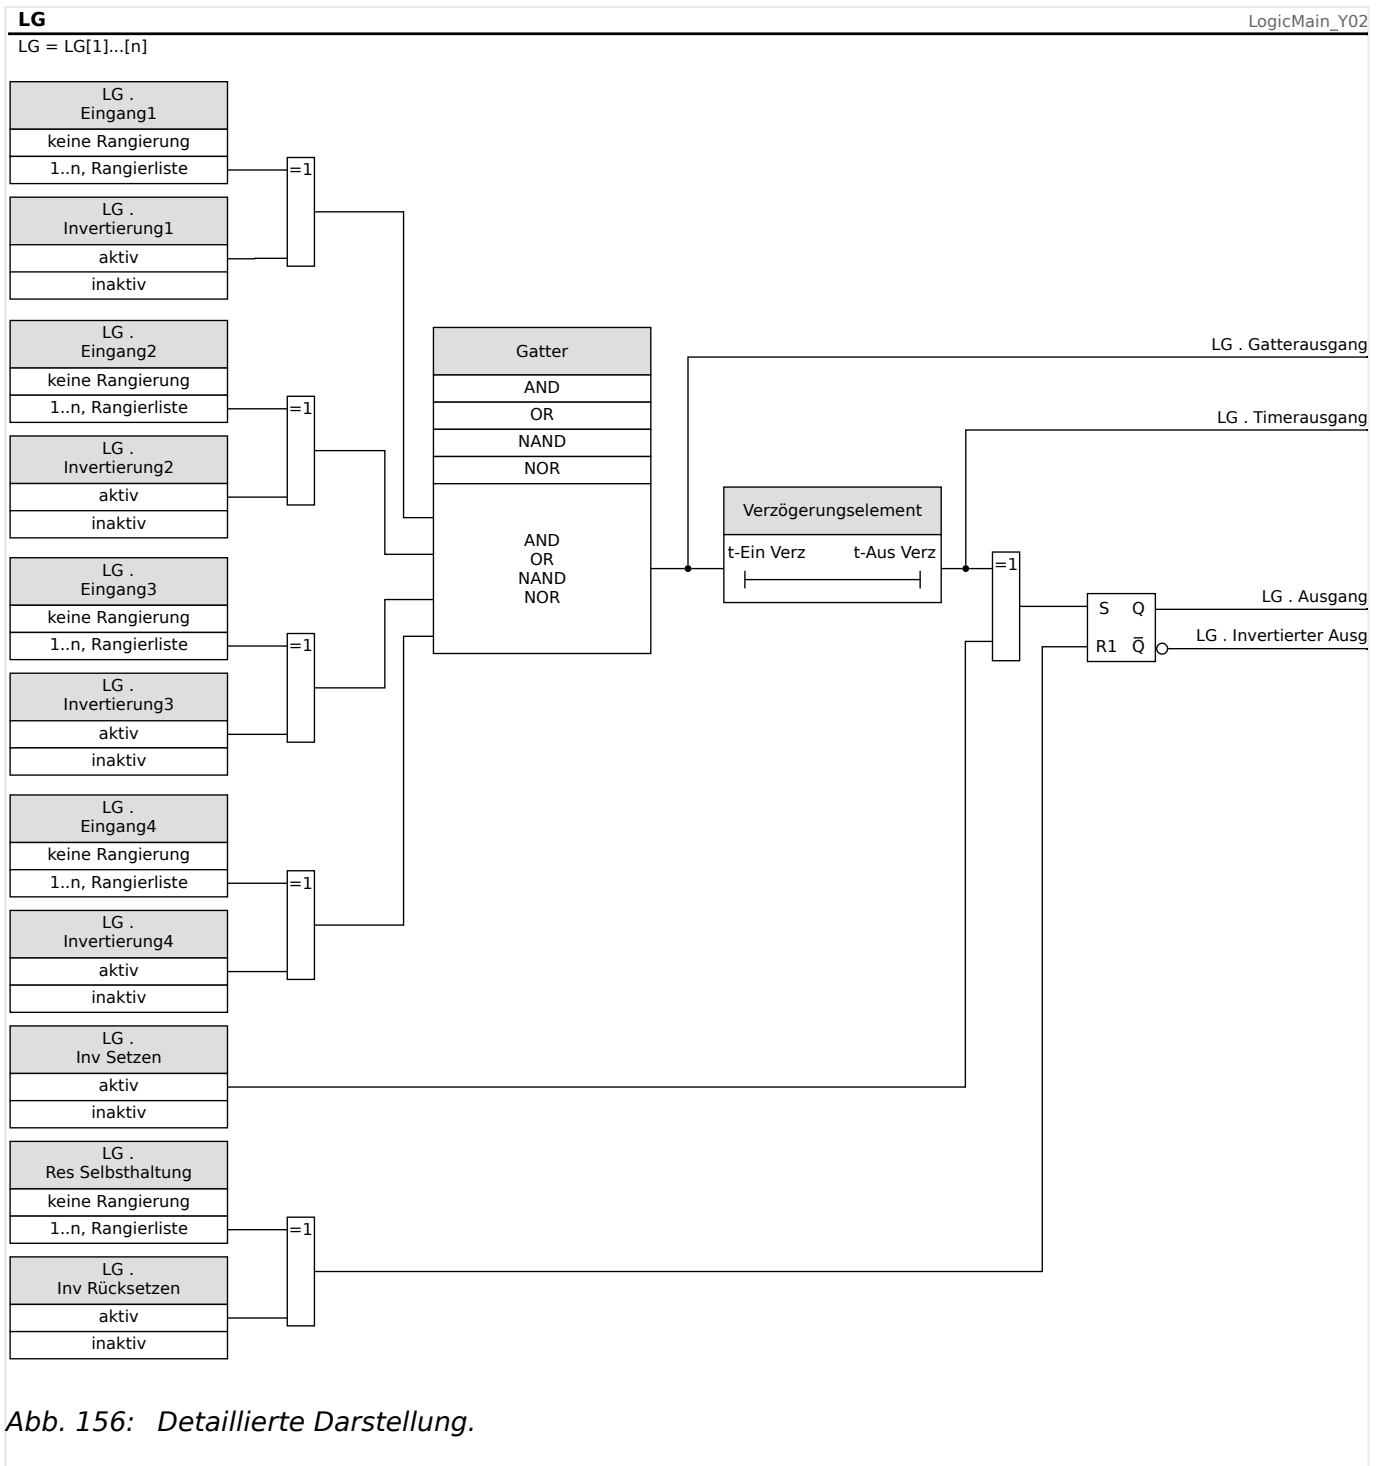 LG
LogicMain_Y02
LG = LG[1]...[n]
LG .
Eingang1
keine Rangierung
1..n, Rangierliste
=1
LG .
Invertierung1
aktiv
inaktiv
LG .
Eingang2
keine Rangierung
1..n, Rangierliste
=1
LG .
Invertierung2
aktiv
inaktiv
LG .
Eingang3
keine Rangierung
1..n, Rangierliste
=1
LG .
Invertierung3
aktiv
inaktiv
LG .
Eingang4
keine Rangierung
1..n, Rangierliste
=1
LG .
Invertierung4
aktiv
inaktiv
LG .
Inv Setzen
aktiv
inaktiv
LG .
Res Selbsthaltung
keine Rangierung
1..n, Rangierliste
=1
LG .
Inv Rücksetzen
aktiv
inaktiv
Gatter
AND
OR
NAND
NOR
AND
OR
NAND
NOR
Verzögerungselement
t-Ein Verz t-Aus Verz
=1
S Q
R1 Q̅
LG . Gatterausgang
LG . Timerausgang
LG . Ausgang
LG . Invertierter Ausg
Abb. 156: Detaillierte Darstellung.